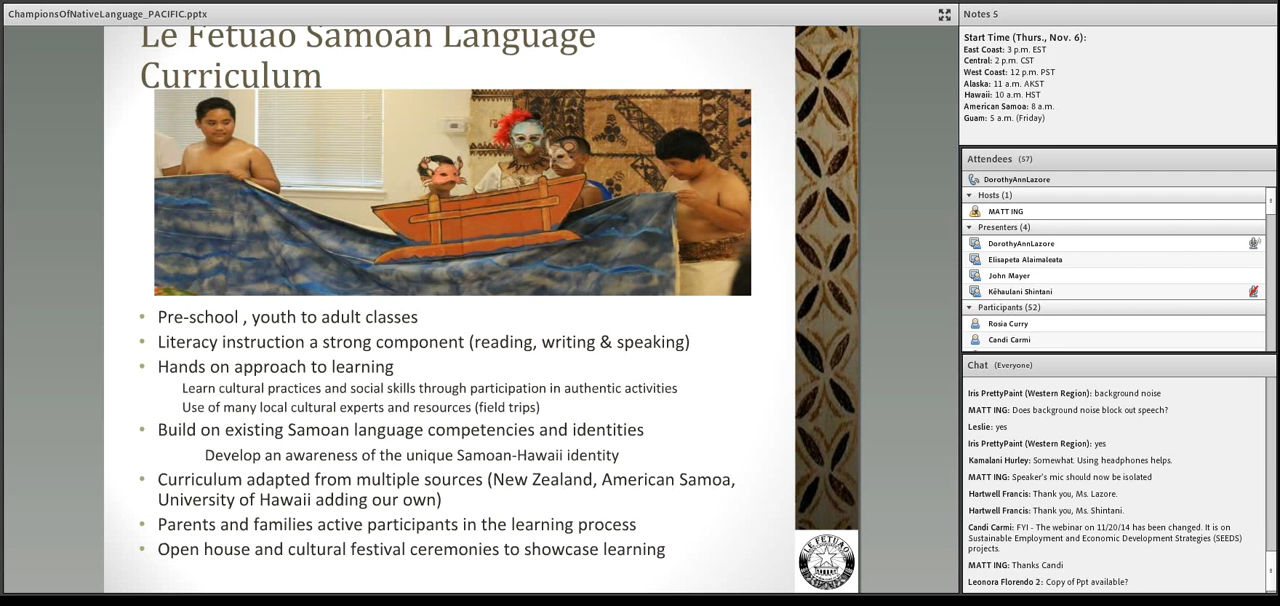 ChampionsOfNativeLanguage_PACIFIC.pptx
Le Fetuao Samoan Language
Curriculum
• Pre-school , youth to adult classes
• Literacy instruction a strong component (reading, writing & speaking)
• Hands on approach to learning
Learn cultural practices and social skills through participation in authentic activities
Use of many local cultural experts and resources (field trips)
• Build on existing Samoan language competencies and identities
Develop an awareness of the unique Samoan-Hawaii identity
• Curriculum adapted from multiple sources (New Zealand, American Samoa,
University of Hawaii adding our own)
• Parents and families active participants in the learning process
• Open house and cultural festival ceremonies to showcase learning
LE FETUAO
Notes 5
Start Time (Thurs., Nov. 6):
East Coast: 3 p.m. EST
Central: 2 p.m. CST
West Coast: 12 p.m. PST
Alaska: 11 a.m. AKST
Hawaii: 10 a.m. HST
American Samoa: 8 a.m.
Guam: 5 a.m. (Friday)
Attendees (57)
DorothyAnnLazore
Hosts (1)
MATT ING
Presenters (4)
DorothyAnnLazore
Elisapeta Alaimaleata
John Mayer
Kēhaulani Shintani
Participants (52)
Rosia Curry
Candi Carmi
Chat (Everyone)
Iris PrettyPaint (Western Region): background noise
MATT ING: Does background noise block out speech?
Leslie: yes
Iris PrettyPaint (Western Region): yes
Kamalani Hurley: Somewhat. Using headphones helps.
MATT ING: Speaker's mic should now be isolated
Hartwell Francis: Thank you, Ms. Lazore.
Hartwell Francis: Thank you, Ms. Shintani.
Candi Carmi: FYI - The webinar on 11/20/14 has been changed. It is on
Sustainable Employment and Economic Development Strategies (SEEDS)
projects.
MATT ING: Thanks Candi
Leonora Florendo 2: Copy of Ppt available?